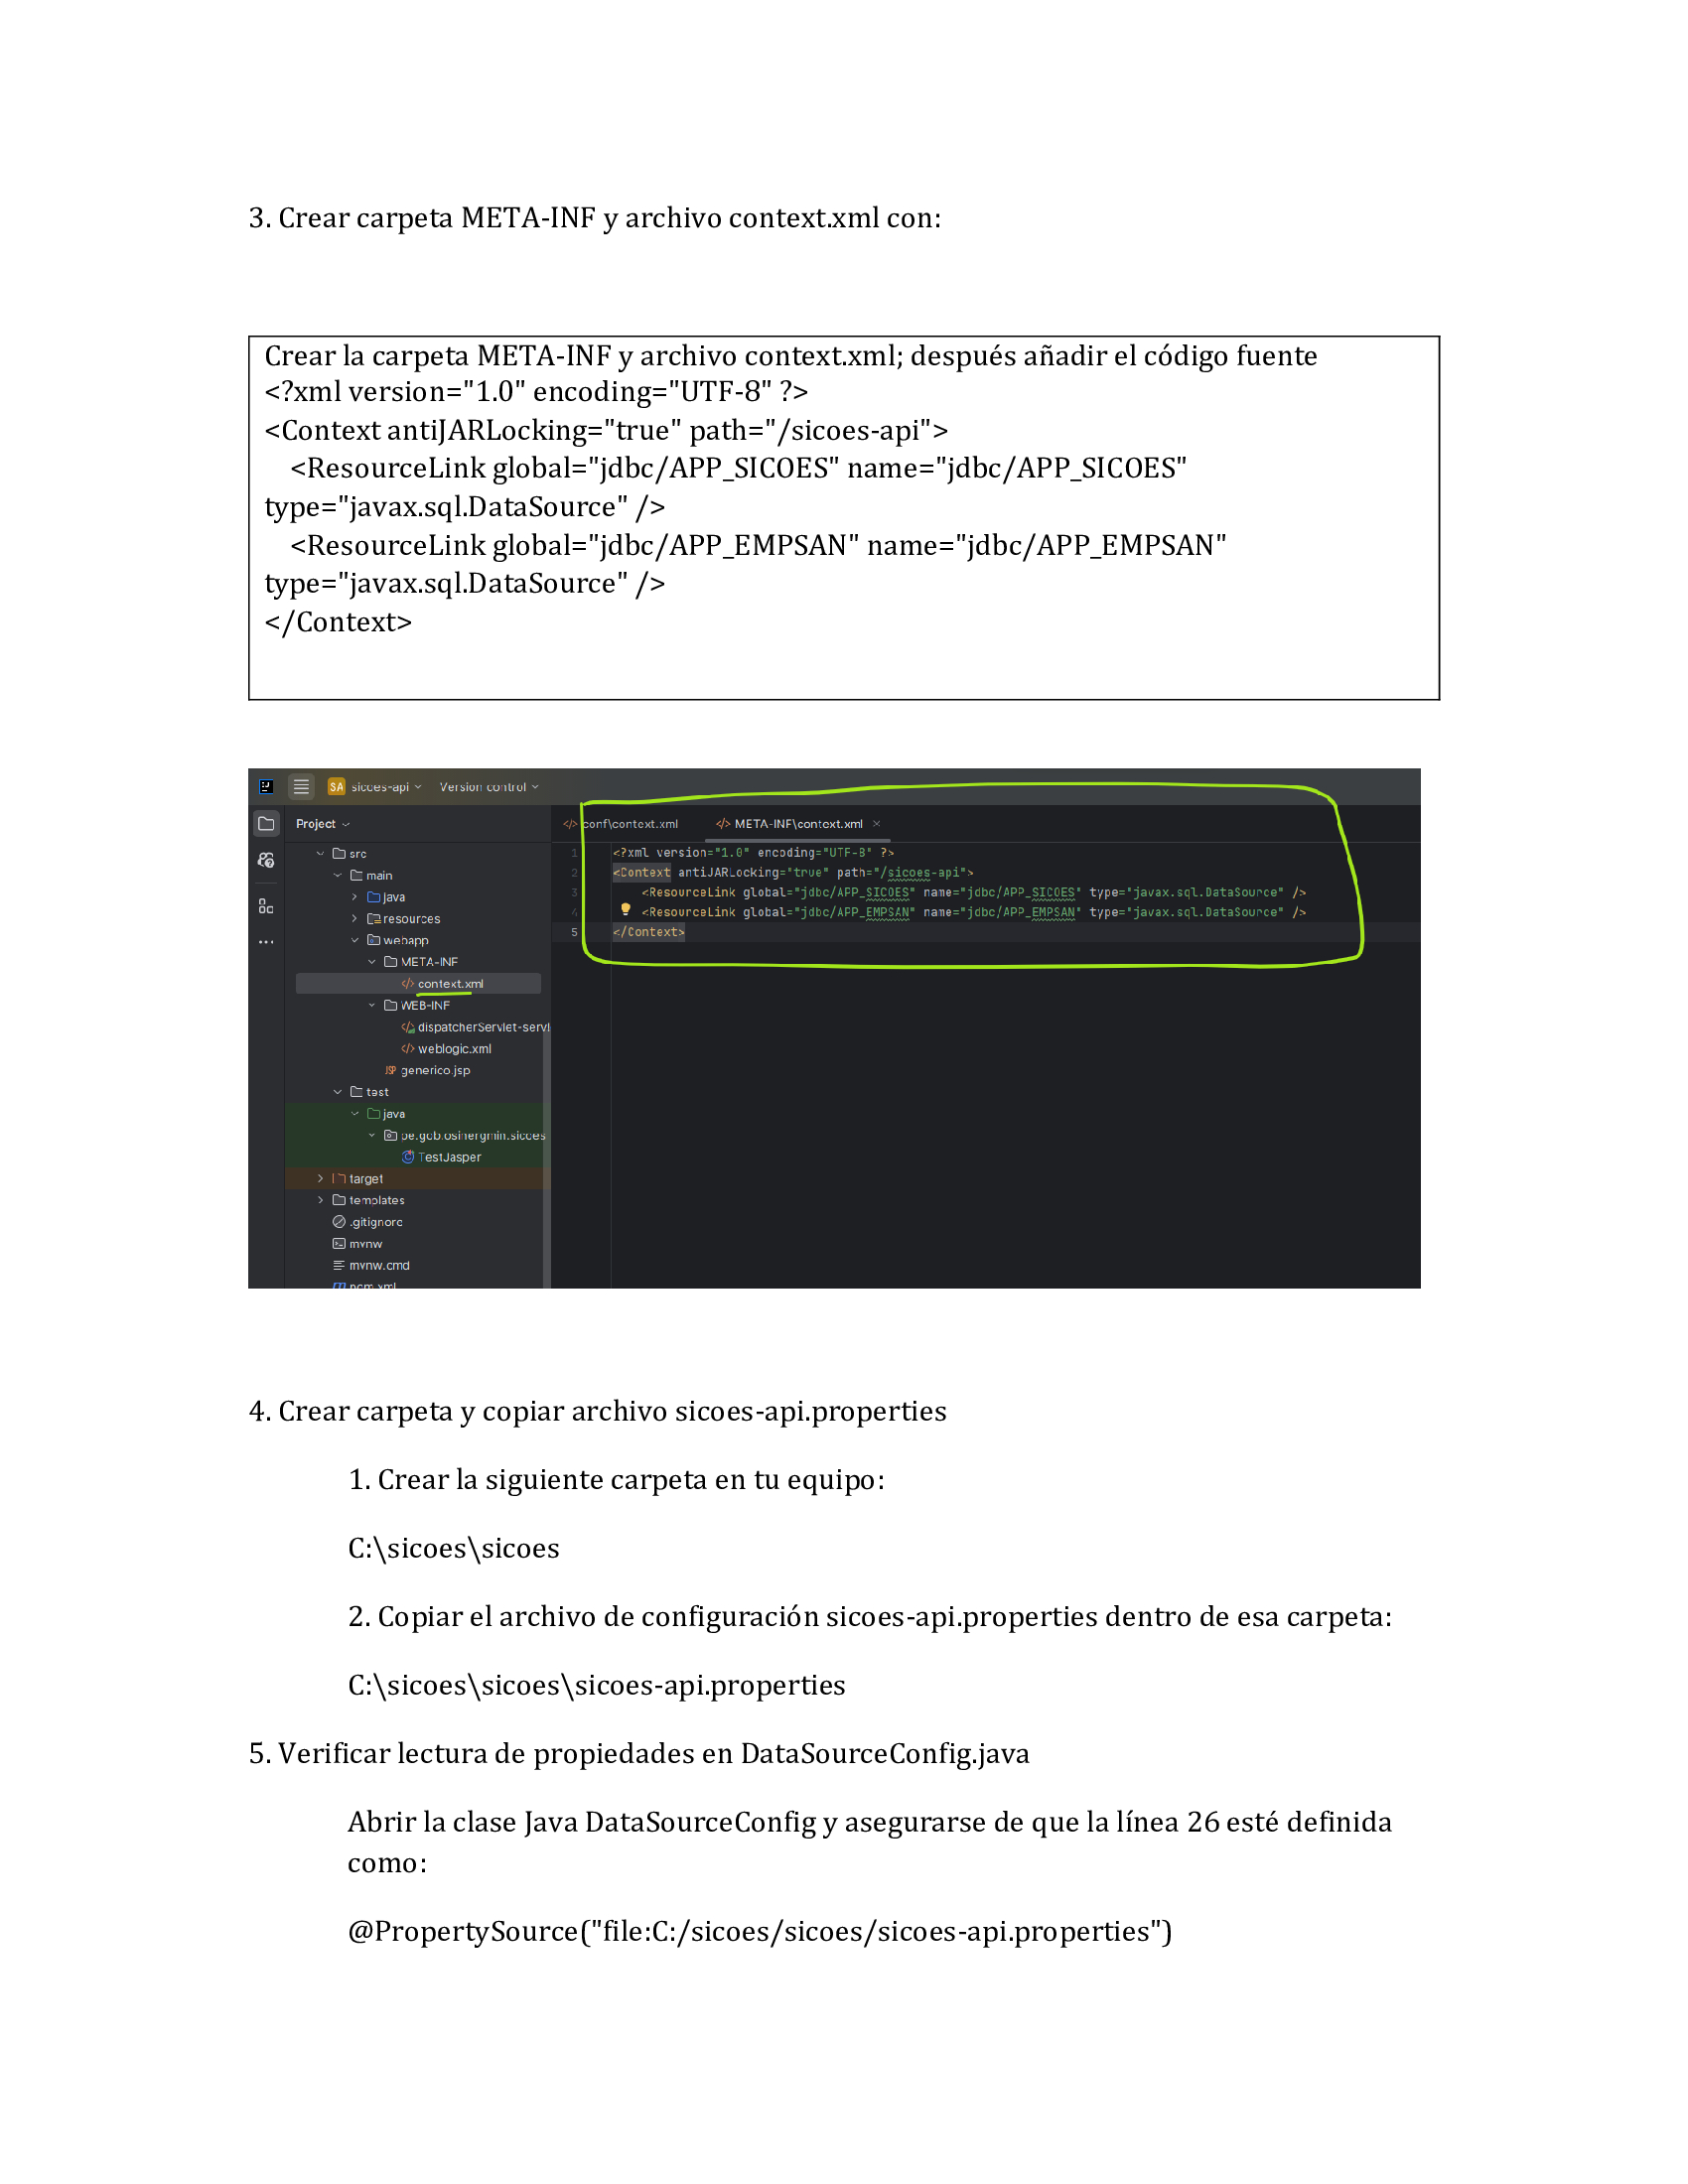 3. Crear carpeta META-INF y archivo context.xml con:
Crear la carpeta META-INF y archivo context.xml; después añadir el código fuente
<?xml version="1.0" encoding="UTF-8" ?>
<Context antiJARLocking="true" path="/sicoes-api">
<ResourceLink global="jdbc/APP_SICOES" name="jdbc/APP_SICOES"
type="javax.sql.DataSource" />
<ResourceLink global="jdbc/APP_EMPSAN" name="jdbc/APP_EMPSAN"
type="javax.sql.DataSource" />
</Context>
SA sicoes-api Version control
Project
conf\context.xml META-INF\context.xml
src
main
java
resources
webapp
META-INF
context.xml
WEB-INF
dispatcherServlet-servl
weblogic.xml
generico.jsp
test
java
pe.gob.osinergmin.sicoes
TestJasper
target
templates
.gitignore
mvnw
mvnw.cmd
pom.xml
1 <?xml version="1.0" encoding="UTF-8" ?>
2 <Context antiJARLocking="true" path="/sicoes-api">
3 <ResourceLink global="jdbc/APP_SICOES" name="jdbc/APP_SICOES" type="javax.sql.DataSource" />
4 <ResourceLink global="jdbc/APP_EMPSAN" name="jdbc/APP_EMPSAN" type="javax.sql.DataSource" />
5 </Context>
4. Crear carpeta y copiar archivo sicoes-api.properties
1. Crear la siguiente carpeta en tu equipo:
C:\sicoes\sicoes
2. Copiar el archivo de configuración sicoes-api.properties dentro de esa carpeta:
C:\sicoes\sicoes\sicoes-api.properties
5. Verificar lectura de propiedades en DataSourceConfig.java
Abrir la clase Java DataSourceConfig y asegurarse de que la línea 26 esté definida
como:
@PropertySource("file:C:/sicoes/sicoes/sicoes-api.properties")